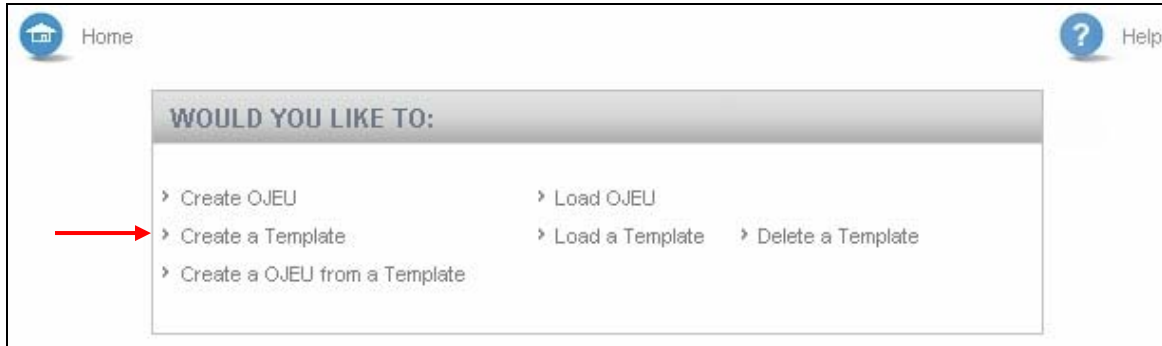 Home Help
WOULD YOU LIKE TO:
Create OJEU Load OJEU
Create a Template Load a Template Delete a Template
Create a OJEU from a Template